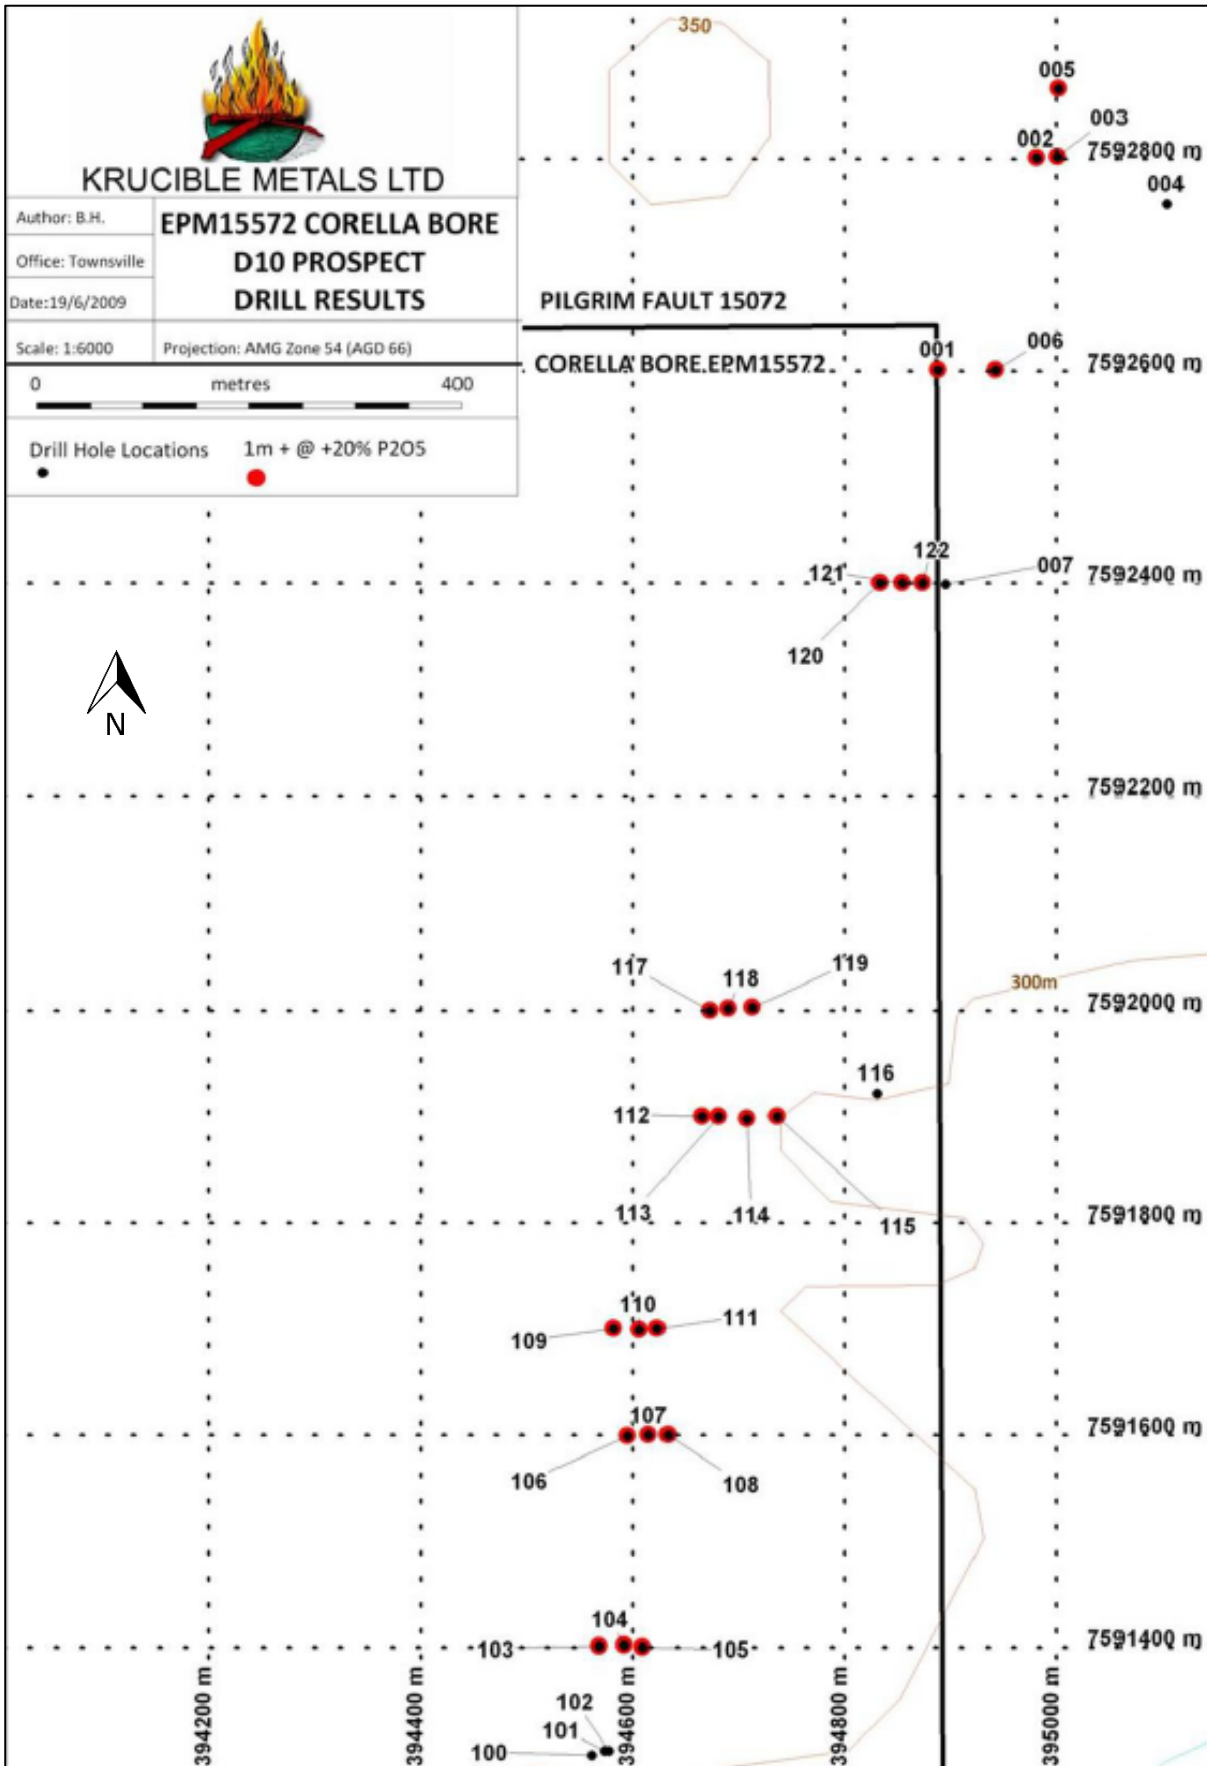 KRUCIBLE METALS LTD
Author: B.H.
Office: Townsville
Date:19/6/2009
Scale: 1:6000
EPM15572 CORELLA BORE
D10 PROSPECT
DRILL RESULTS
Projection: AMG Zone 54 (AGD 66)
0 metres 400
Drill Hole Locations 1m + @ +20% P2O5
350
005
003
002
7592800 m
004
PILGRIM FAULT 15072
CORELLA BORE EPM15572
001
006
7592600 m
122
121
007
7592400 m
120
N
7592200 m
117
118
119
300m
7592000 m
116
112
113
114
115
7591800 m
110
111
109
107
7591600 m
106
108
104
103
105
7591400 m
102
101
100
394200 m
394400 m
394600 m
394800 m
395000 m